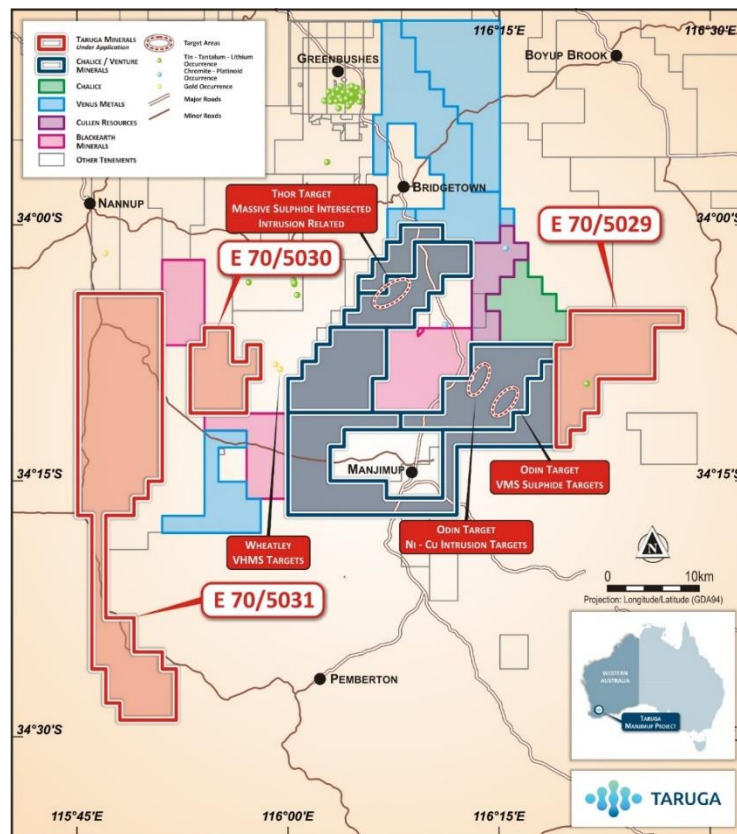 116°15'E
116°30'E
TARUGA MINERALS
Under Application
CHALICE / VENTURE
MINERALS
CHALICE
VENUS METALS
CULLEN RESOURCES
BLACKEARTH
MINERALS
OTHER TENEMENTS
TARGET AREAS
TIN - TANTALUM - LITHIUM
OCCURRENCE
CHROMITE - PLATINOID
OCCURRENCE
GOLD OCCURRENCE
MAJOR ROADS
MINOR ROADS
GREENBUSHES
BOYUP BROOK
BRIDGETOWN
NANNUP
THOR TARGET
MASSIVE SULPHIDE INTERSECTED
INTRUSION RELATED
34°00'S
34°00'S
E 70/5030
E 70/5029
34°15'S
34°15'S
MANJIMUP
ODIN TARGET
VMS SULPHIDE TARGETS
WHEATLEY
VHMS TARGETS
ODIN TARGET
NI - CU INTRUSION TARGETS
N
0 10km
Projection: Longitude/Latitude (GDA94)
E 70/5031
PEMBERTON
WESTERN
AUSTRALIA
TARUGA
MANJIMUP PROJECT
34°30'S
TARUGA
115°45'E
116°00'E
116°15'E